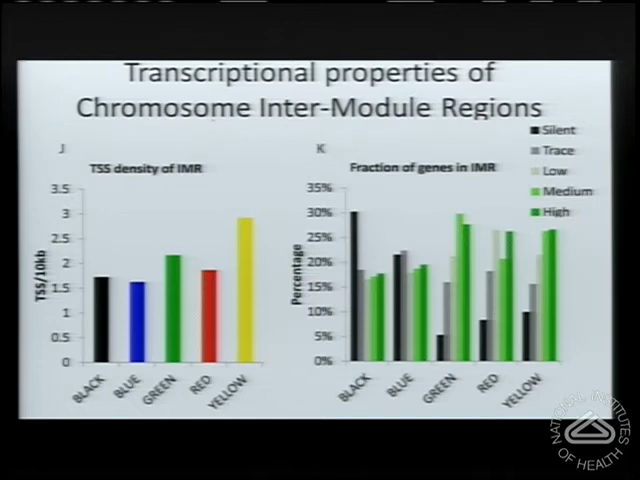 Transcriptional properties of
Chromosome Inter-Module Regions
J
TSS density of IMR
3.5
3
2.5
2
1.5
1
0.5
0
TSS/10kb
BLACK
BLUE
GREEN
RED
YELLOW
K
Fraction of genes in IMR
Silent
Trace
Low
Medium
High
35%
30%
25%
20%
15%
10%
5%
0%
Percentage
BLACK
BLUE
GREEN
RED
YELLOW
NATIONAL INSTITUTES
OF HEALTH